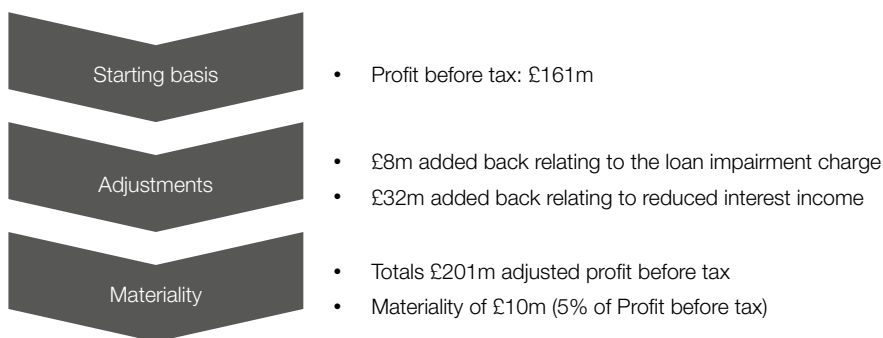 Starting basis
• Profit before tax: £161m
Adjustments
• £8m added back relating to the loan impairment charge
• £32m added back relating to reduced interest income
Materiality
• Totals £201m adjusted profit before tax
• Materiality of £10m (5% of Profit before tax)